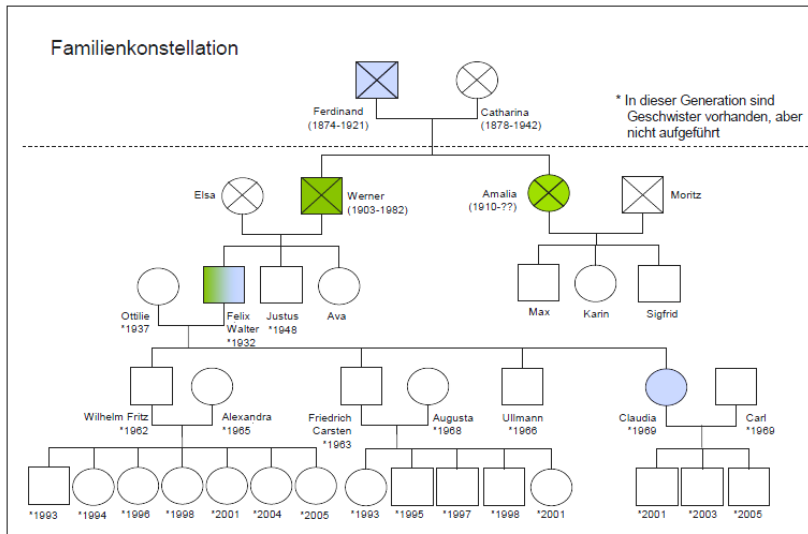 Familienkonstellation
Ferdinand
(1874-1921)
Catharina
(1878-1942)
* In dieser Generation sind
Geschwister vorhanden, aber
nicht aufgeführt
Elsa
Werner
(1903-1982)
Amalia
(1910-??)
Moritz
Ottilie
*1937
Felix
Walter
*1932
Justus
*1948
Ava
Max
Karin
Sigfrid
Wilhelm Fritz
*1962
Alexandra
*1965
Friedrich
Carsten
*1963
Augusta
*1968
Ullmann
*1966
Claudia
*1969
Carl
*1969
*1993
*1994
*1996
*1998
*2001
*2004
*2005
*1993
*1995
*1997
*1998
*2001
*2001
*2003
*2005